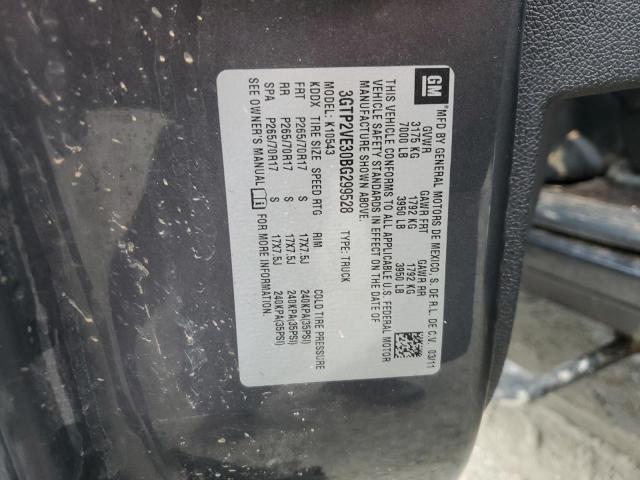 GM
*MFD BY GENERAL MOTORS DE MEXICO, S. DE R.L. DE C.V. 03/11
GVWR GAWR FRT GAWR RR
3175 KG 1792 KG 1792 KG
7000 LB 3950 LB 3950 LB
THIS VEHICLE CONFORMS TO ALL APPLICABLE U.S. FEDERAL MOTOR
VEHICLE SAFETY STANDARDS IN EFFECT ON THE DATE OF
MANUFACTURE SHOWN ABOVE.
3GTP2VE30BG299528 TYPE: TRUCK
MODEL: K10543
KDDX TIRE SIZE SPEED RTG RIM COLD TIRE PRESSURE
FRT P265/70R17 S 17X7.5J 240KPA(35PSI)
RR P265/70R17 S 17X7.5J 240KPA(35PSI)
SPA P265/70R17 S 17X7.5J 240KPA(35PSI)
SEE OWNER'S MANUAL FOR MORE INFORMATION.